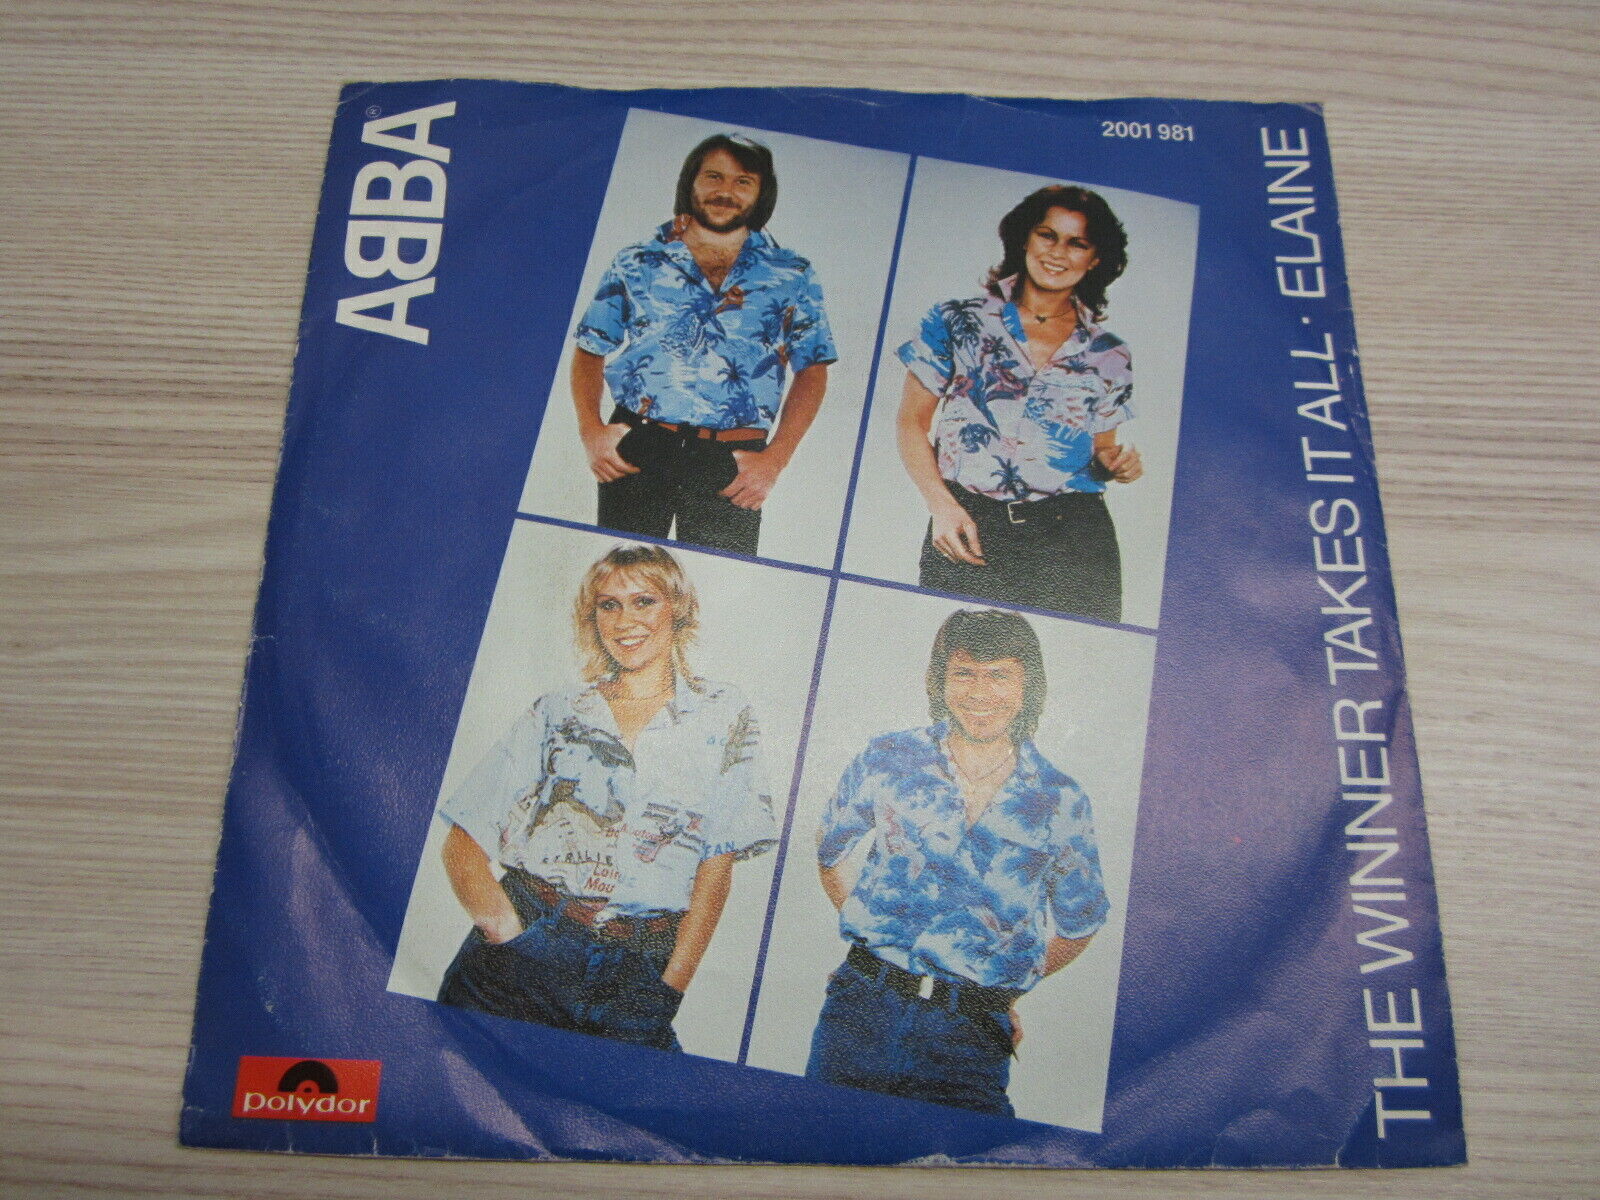 ABBA®
2001 981
THE WINNER TAKES IT ALL · ELAINE
polydor